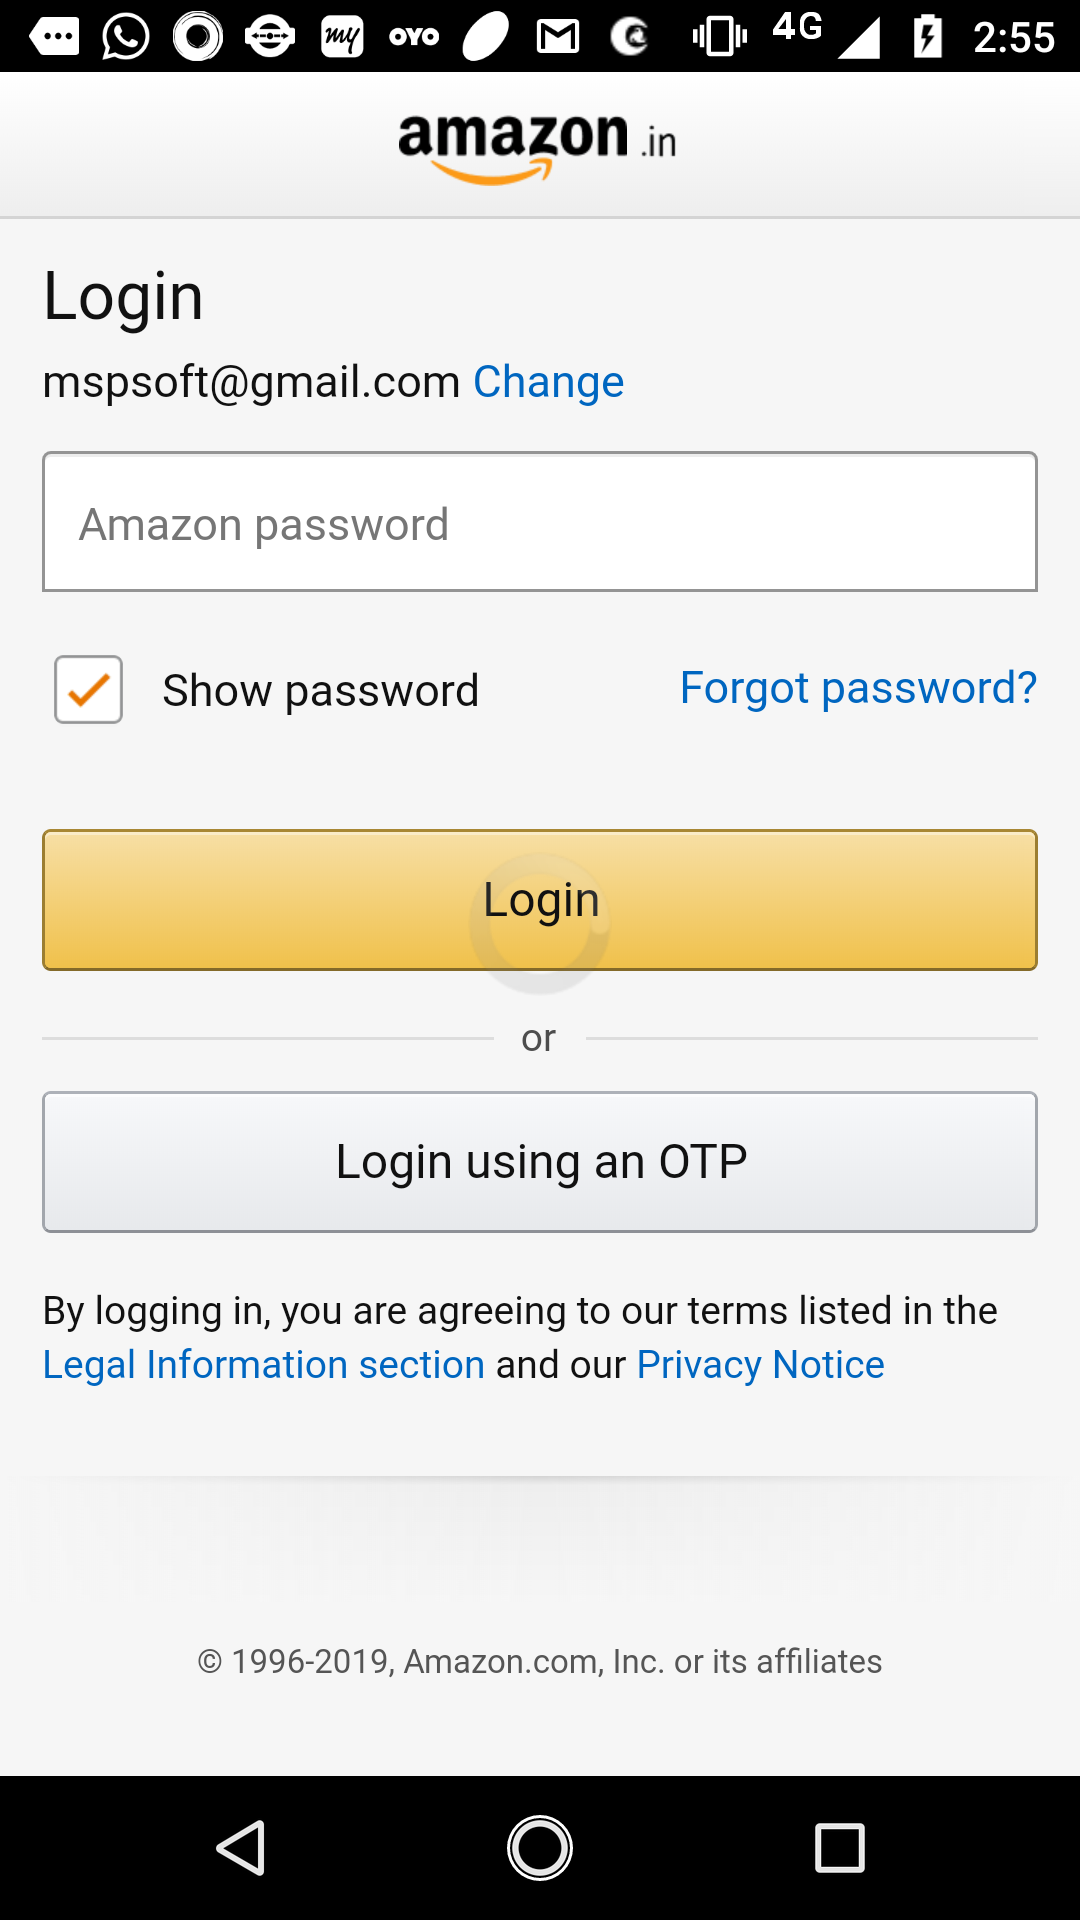 my OYO 4G 2:55
amazon.in
Login
mspsoft@gmail.com Change
Amazon password
Show password Forgot password?
Login
or
Login using an OTP
By logging in, you are agreeing to our terms listed in the
Legal Information section and our Privacy Notice
© 1996-2019, Amazon.com, Inc. or its affiliates